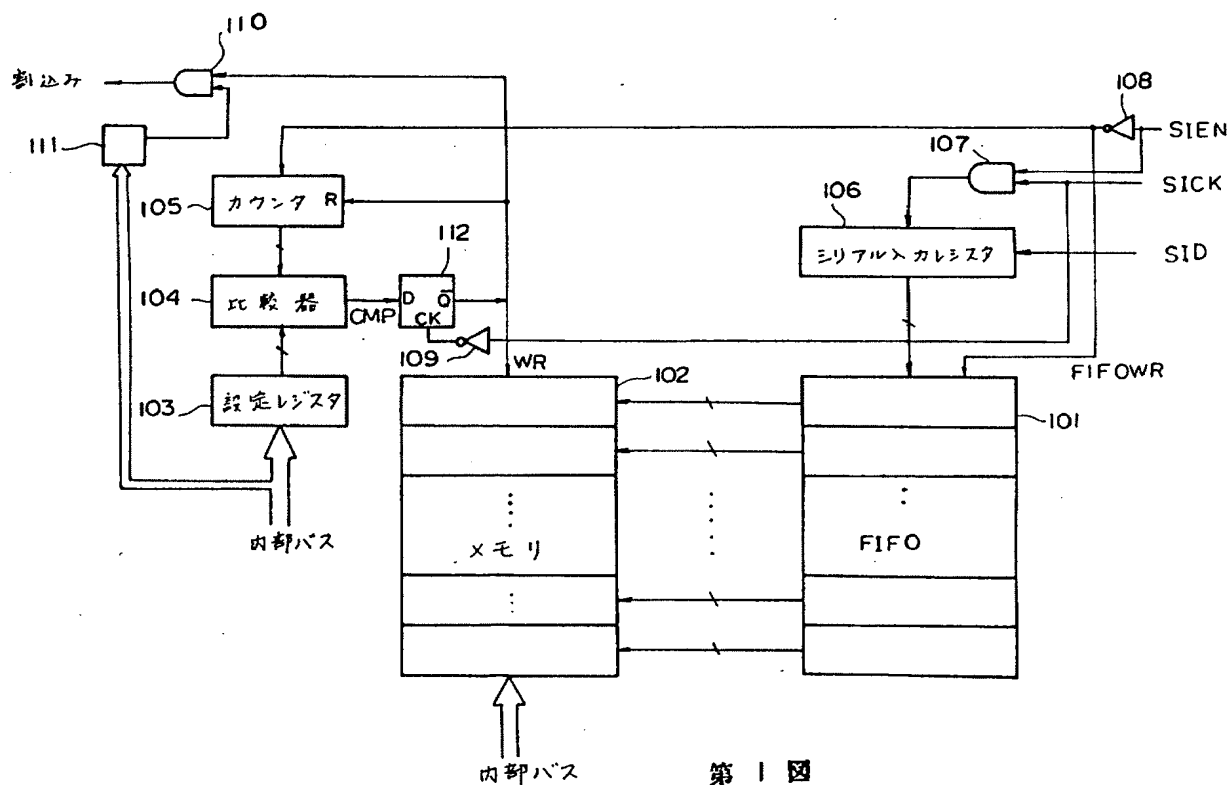 110
割込み
108
111
SIEN
107
SICK
105
カウンタ R
106
112
シリアル入力レジスタ
SID
104
比較器
CMP
D Q̄
CK
109
WR
102
FIFOWR
103
設定レジスタ
101
内部バス
メモリ
FIFO
内部バス
第1図